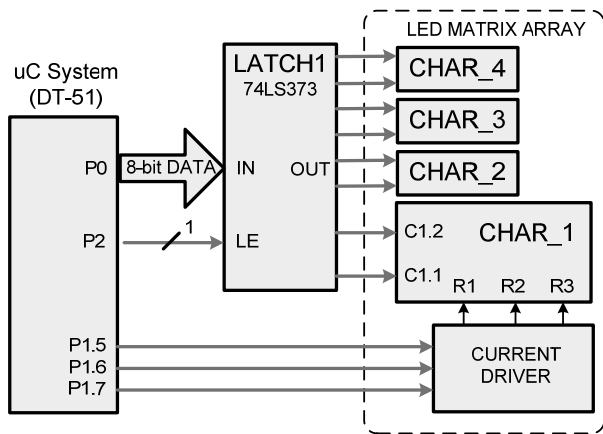 LED MATRIX ARRAY
uC System
(DT-51)
LATCH1
74LS373
CHAR_4
CHAR_3
CHAR_2
P0
8-bit DATA
IN
OUT
P2
1
LE
C1.2
CHAR_1
C1.1
R1 R2 R3
P1.5
P1.6
P1.7
CURRENT
DRIVER